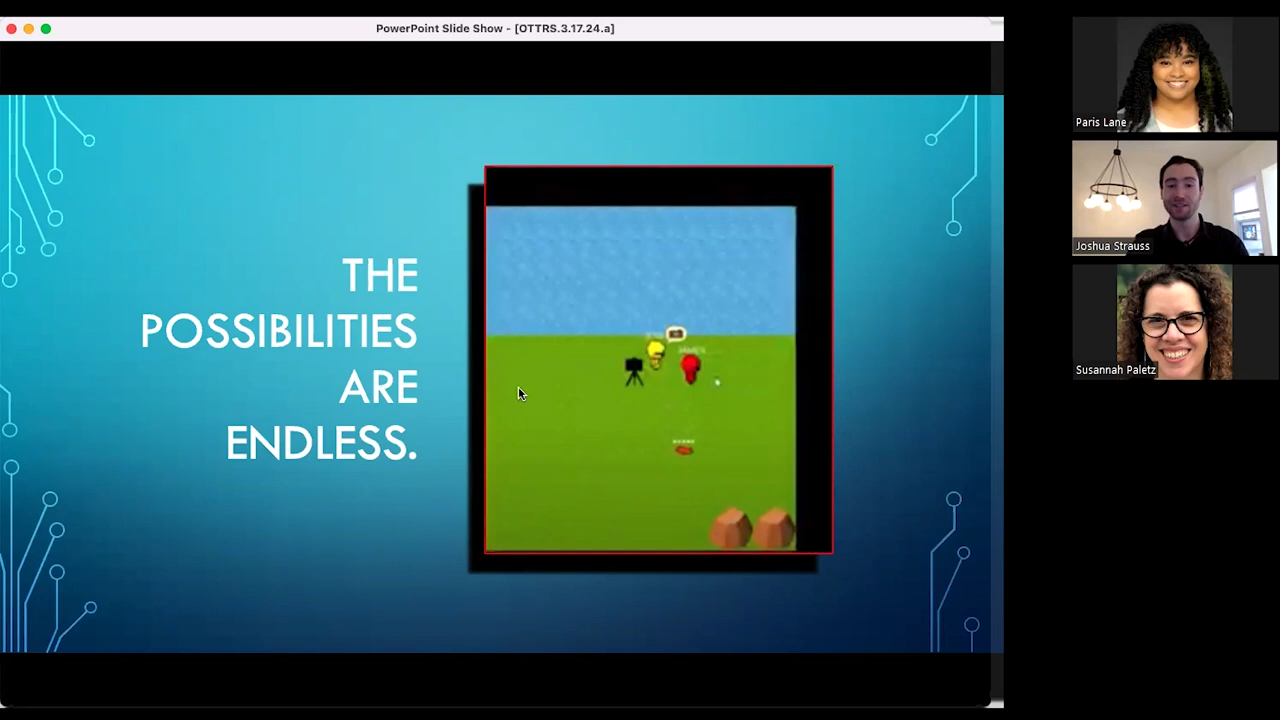 PowerPoint Slide Show - [OTTRS.3.17.24.a]
THE
POSSIBILITIES
ARE
ENDLESS.
Paris Lane
Joshua Strauss
Susannah Paletz